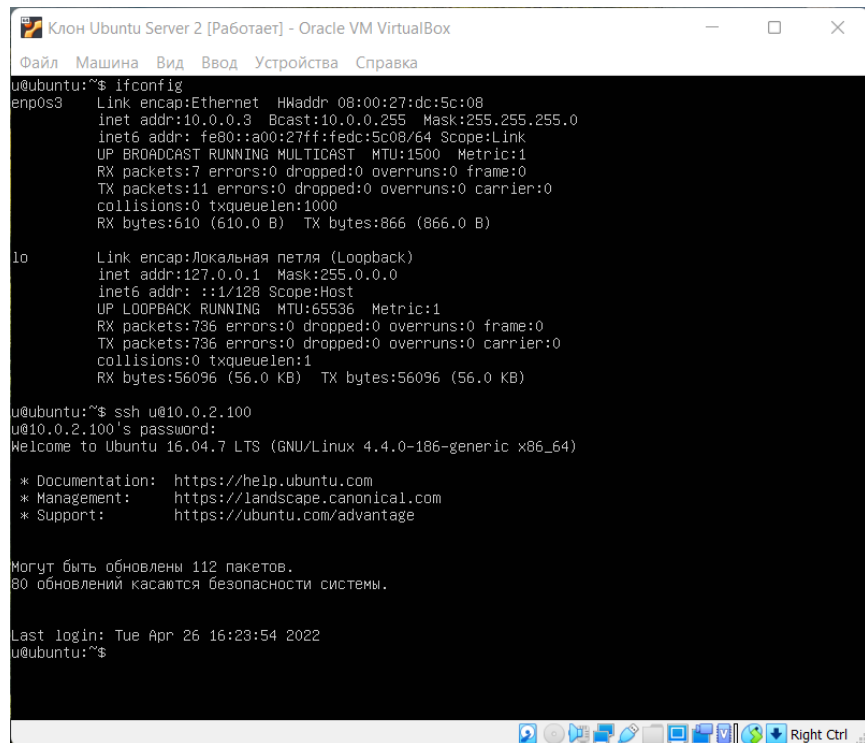 Клон Ubuntu Server 2 [Работает] - Oracle VM VirtualBox
Файл Машина Вид Ввод Устройства Справка
u@ubuntu:~$ ifconfig
enp0s3 Link encap:Ethernet HWaddr 08:00:27:dc:5c:08
inet addr:10.0.0.3 Bcast:10.0.0.255 Mask:255.255.255.0
inet6 addr: fe80::a00:27ff:fedc:5c08/64 Scope:Link
UP BROADCAST RUNNING MULTICAST MTU:1500 Metric:1
RX packets:7 errors:0 dropped:0 overruns:0 frame:0
TX packets:11 errors:0 dropped:0 overruns:0 carrier:0
collisions:0 txqueuelen:1000
RX bytes:610 (610.0 B) TX bytes:866 (866.0 B)
lo Link encap:Локальная петля (Loopback)
inet addr:127.0.0.1 Mask:255.0.0.0
inet6 addr: ::1/128 Scope:Host
UP LOOPBACK RUNNING MTU:65536 Metric:1
RX packets:736 errors:0 dropped:0 overruns:0 frame:0
TX packets:736 errors:0 dropped:0 overruns:0 carrier:0
collisions:0 txqueuelen:1
RX bytes:56096 (56.0 KB) TX bytes:56096 (56.0 KB)
u@ubuntu:~$ ssh u@10.0.2.100
u@10.0.2.100's password:
Welcome to Ubuntu 16.04.7 LTS (GNU/Linux 4.4.0-186-generic x86_64)
* Documentation: https://help.ubuntu.com
* Management: https://landscape.canonical.com
* Support: https://ubuntu.com/advantage
Могут быть обновлены 112 пакетов.
80 обновлений касаются безопасности системы.
Last login: Tue Apr 26 16:23:54 2022
u@ubuntu:~$
Right Ctrl